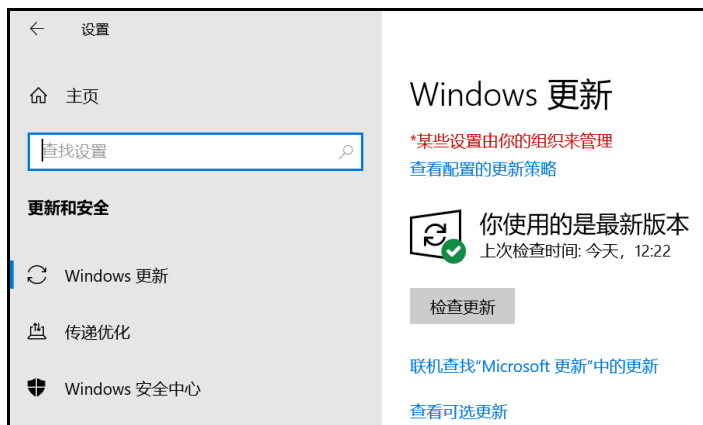 设置
主页
查找设置
更新和安全
Windows 更新
传递优化
Windows 安全中心
Windows 更新
*某些设置由你的组织来管理
查看配置的更新策略
你使用的是最新版本
上次检查时间: 今天，12:22
检查更新
联机查找"Microsoft 更新"中的更新
查看可选更新